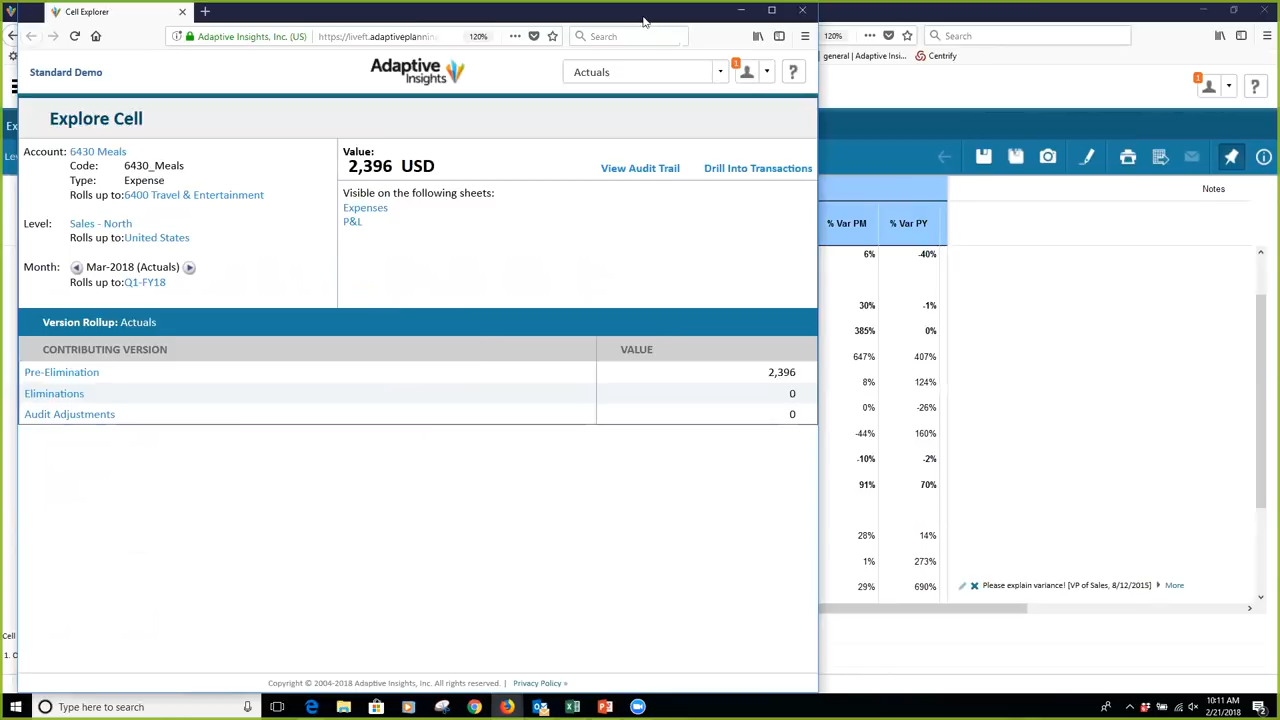 Cell Explorer
Adaptive Insights, Inc. (US)
https://liveft.adaptiveplannin
120%
Search
120%
Search
general | Adaptive Insi...
Centrify
Standard Demo
Adaptive Insights
Actuals
1
?
1
?
Explore Cell
Ex
Account: 6430 Meals
Code: 6430_Meals
Type: Expense
Rolls up to: 6400 Travel & Entertainment
Level: Sales - North
Rolls up to: United States
Month: Mar-2018 (Actuals)
Rolls up to: Q1-FY18
Value:
2,396 USD
View Audit Trail
Drill Into Transactions
Visible on the following sheets:
Expenses
P&L
Version Rollup: Actuals
CONTRIBUTING VERSION VALUE
Pre-Elimination 2,396
Eliminations 0
Audit Adjustments 0
Le
Notes
% Var PM % Var PY
6% -40%
30% -1%
385% 0%
647% 407%
8% 124%
0% -26%
-44% 160%
-10% -2%
91% 70%
28% 14%
1% 273%
29% 690%
Please explain variance! [VP of Sales, 8/12/2015] More
Cell
Copyright © 2004-2018 Adaptive Insights, Inc. All rights reserved. | Privacy Policy »
Type here to search
10:11 AM
2/21/2018
2